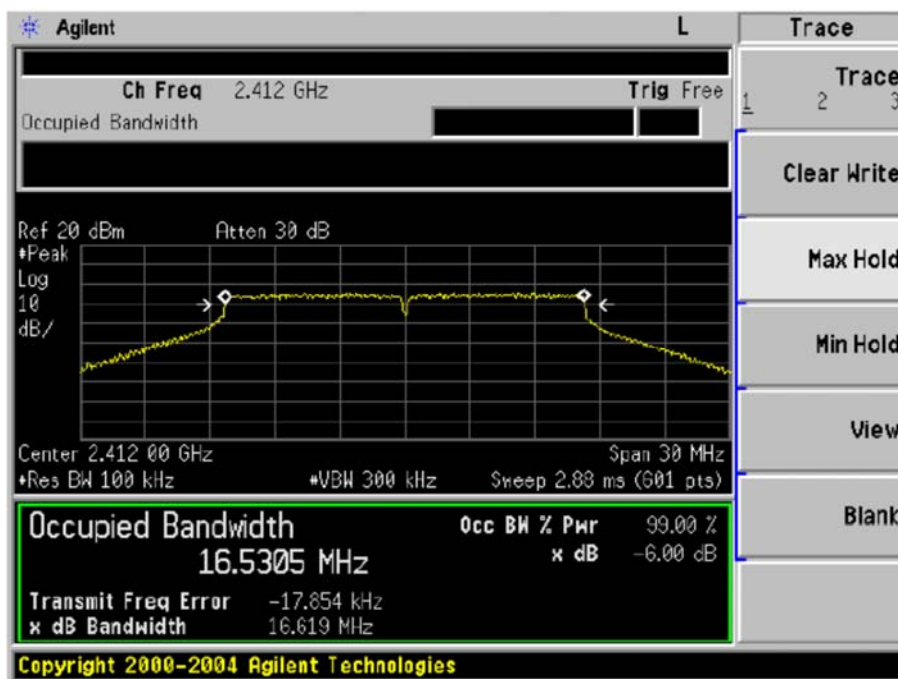 Agilent L Trace
Ch Freq 2.412 GHz Trig Free
Occupied Bandwidth
Trace
1 2 3
Clear Write
Max Hold
Min Hold
View
Blank
Ref 20 dBm Atten 30 dB
#Peak
Log
10
dB/
Center 2.412 00 GHz Span 30 MHz
#Res BW 100 kHz #VBW 300 kHz Sweep 2.88 ms (601 pts)
Occupied Bandwidth Occ BW % Pwr 99.00 %
16.5305 MHz x dB -6.00 dB
Transmit Freq Error -17.854 kHz
x dB Bandwidth 16.619 MHz
Copyright 2000-2004 Agilent Technologies